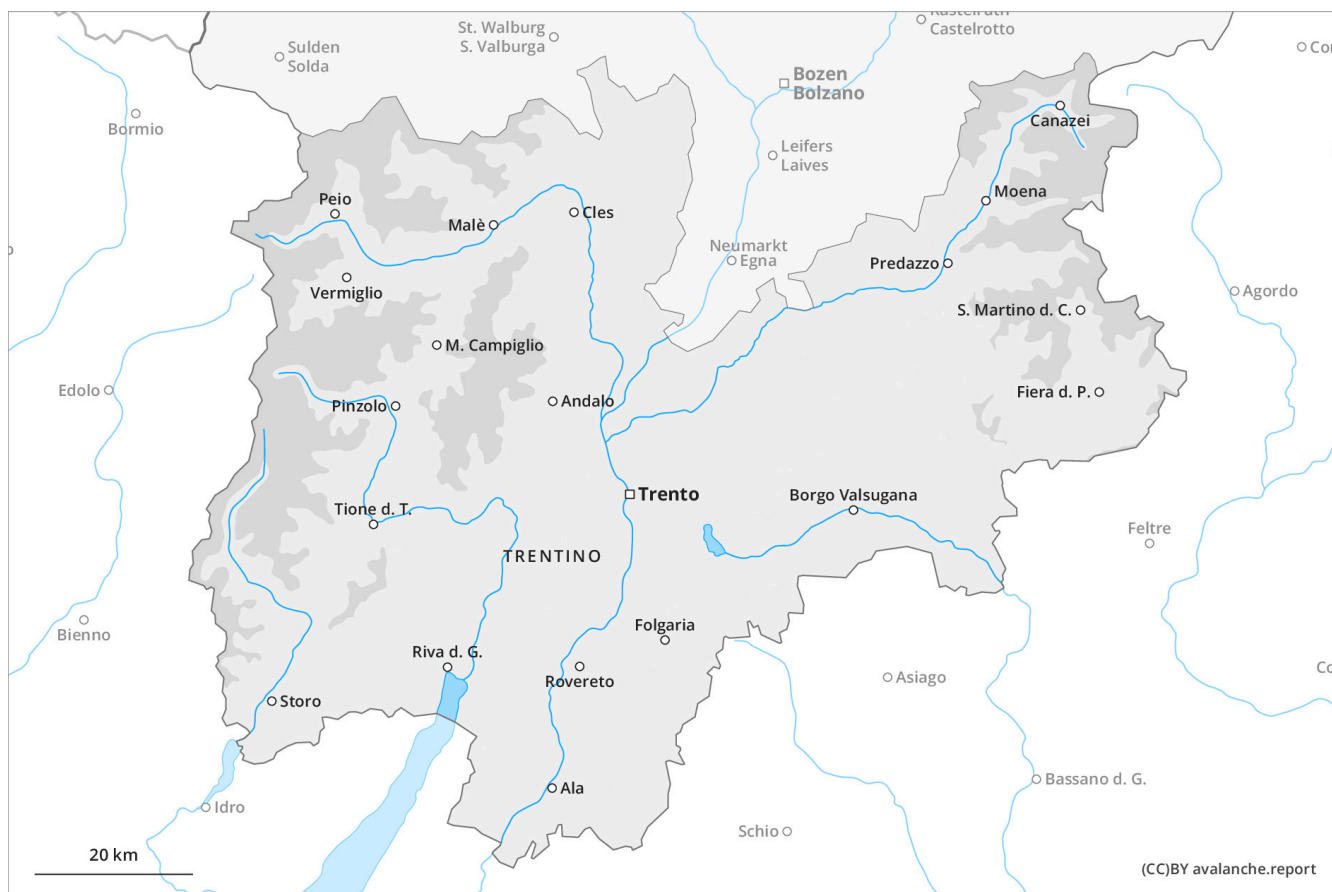 Castelrotto
St. Walburg
S. Valburga
Sulden
Solda
Bozen
Bolzano
Bormio
Canazei
Leifers
Laives
Peio
Moena
Malè
Cles
Neumarkt
Egna
Predazzo
Vermiglio
Agordo
S. Martino d. C.
M. Campiglio
Edolo
Pinzolo
Andalo
Fiera d. P.
Trento
Borgo Valsugana
Tione d. T.
Feltre
TRENTINO
Bienno
Folgaria
Riva d. G.
Rovereto
Asiago
Storo
Bassano d. G.
Ala
Idro
Schio
20 km
(CC)BY avalanche.report